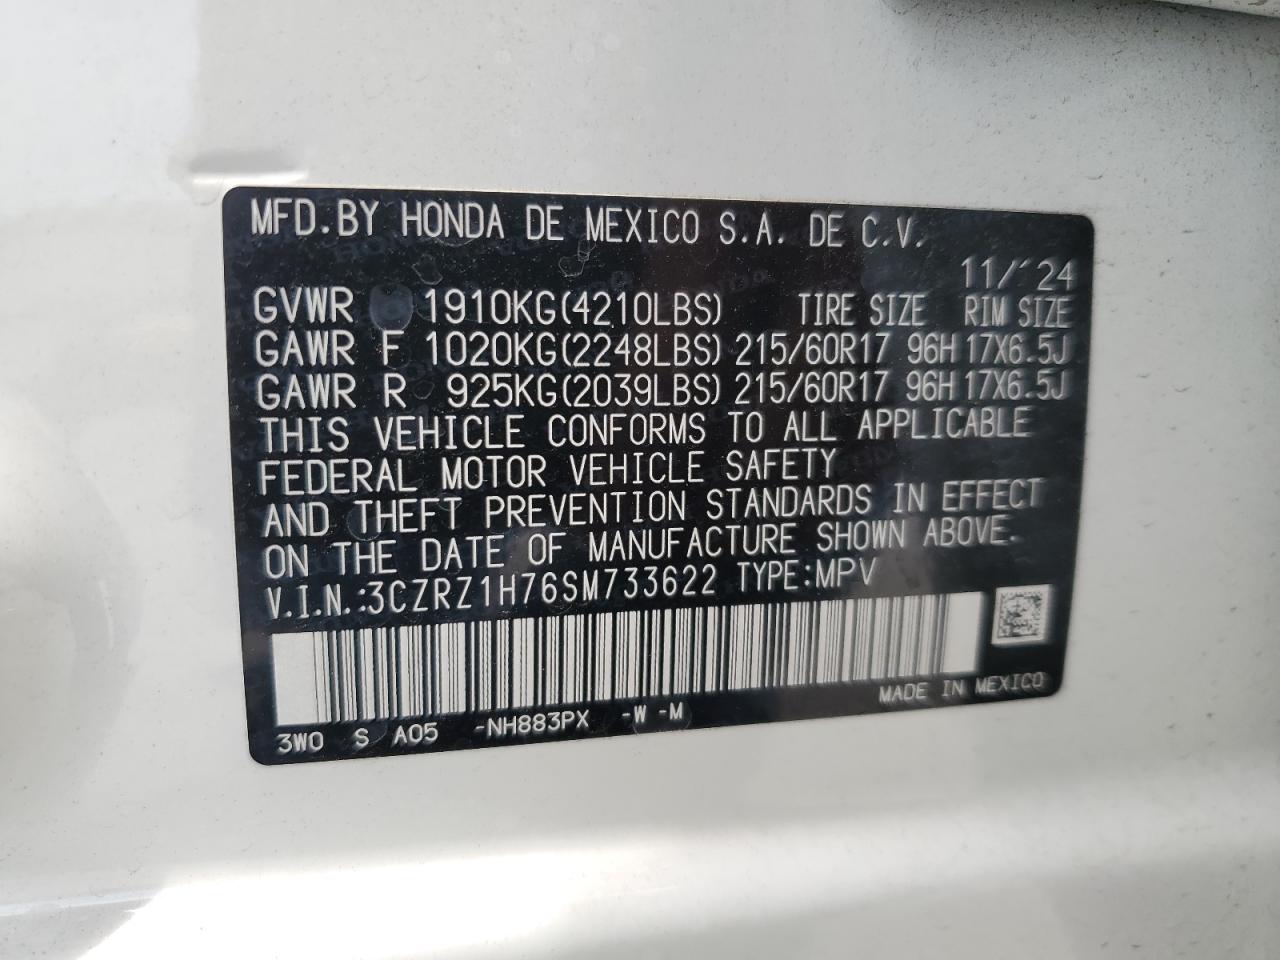 MFD.BY HONDA DE MEXICO S.A. DE C.V.
11/'24
GVWR 1910KG(4210LBS) TIRE SIZE RIM SIZE
GAWR F 1020KG(2248LBS) 215/60R17 96H 17X6.5J
GAWR R 925KG(2039LBS) 215/60R17 96H 17X6.5J
THIS VEHICLE CONFORMS TO ALL APPLICABLE
FEDERAL MOTOR VEHICLE SAFETY
AND THEFT PREVENTION STANDARDS IN EFFECT
ON THE DATE OF MANUFACTURE SHOWN ABOVE.
V.I.N.:3CZRZ1H76SM733622 TYPE:MPV
MADE IN MEXICO
3W0 S A05 -NH883PX -W -M